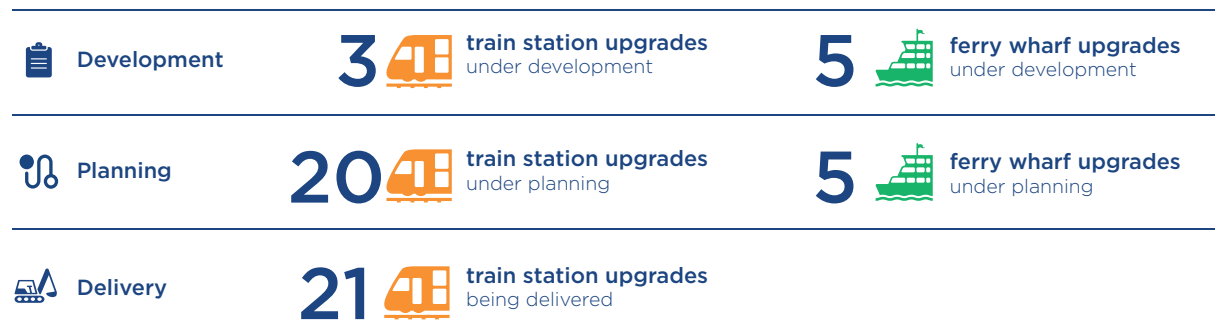 Development
3
train station upgrades
under development
5
ferry wharf upgrades
under development
Planning
20
train station upgrades
under planning
5
ferry wharf upgrades
under planning
Delivery
21
train station upgrades
being delivered